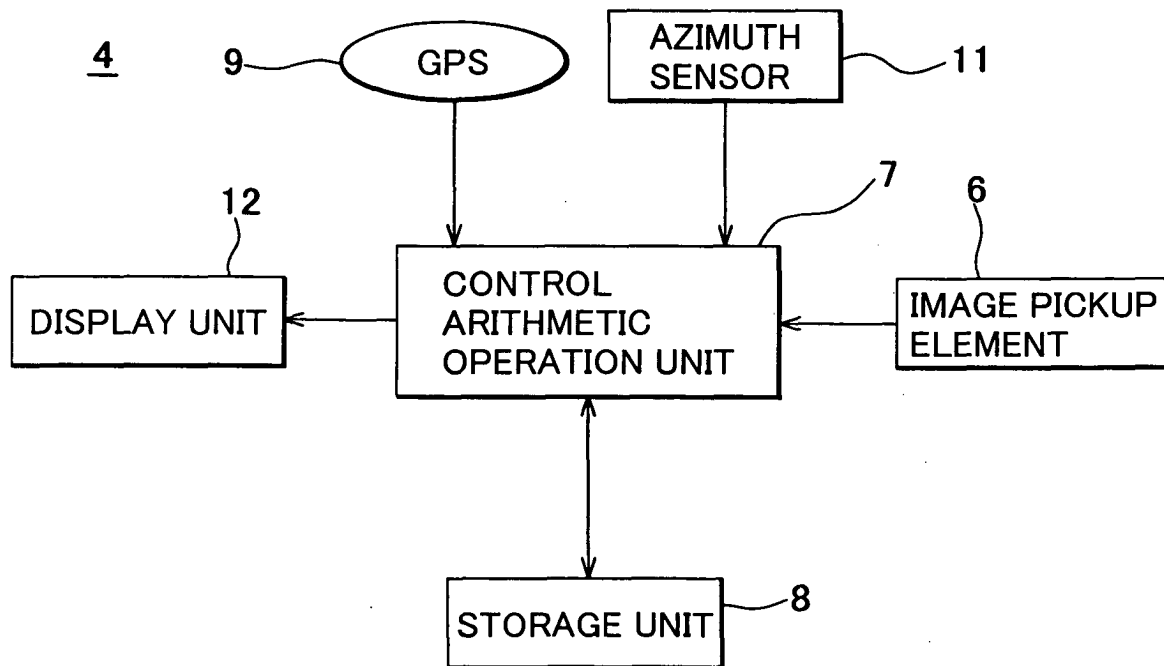 4
9
GPS
AZIMUTH
SENSOR
11
12
7
6
DISPLAY UNIT
CONTROL
ARITHMETIC
OPERATION UNIT
IMAGE PICKUP
ELEMENT
STORAGE UNIT
8